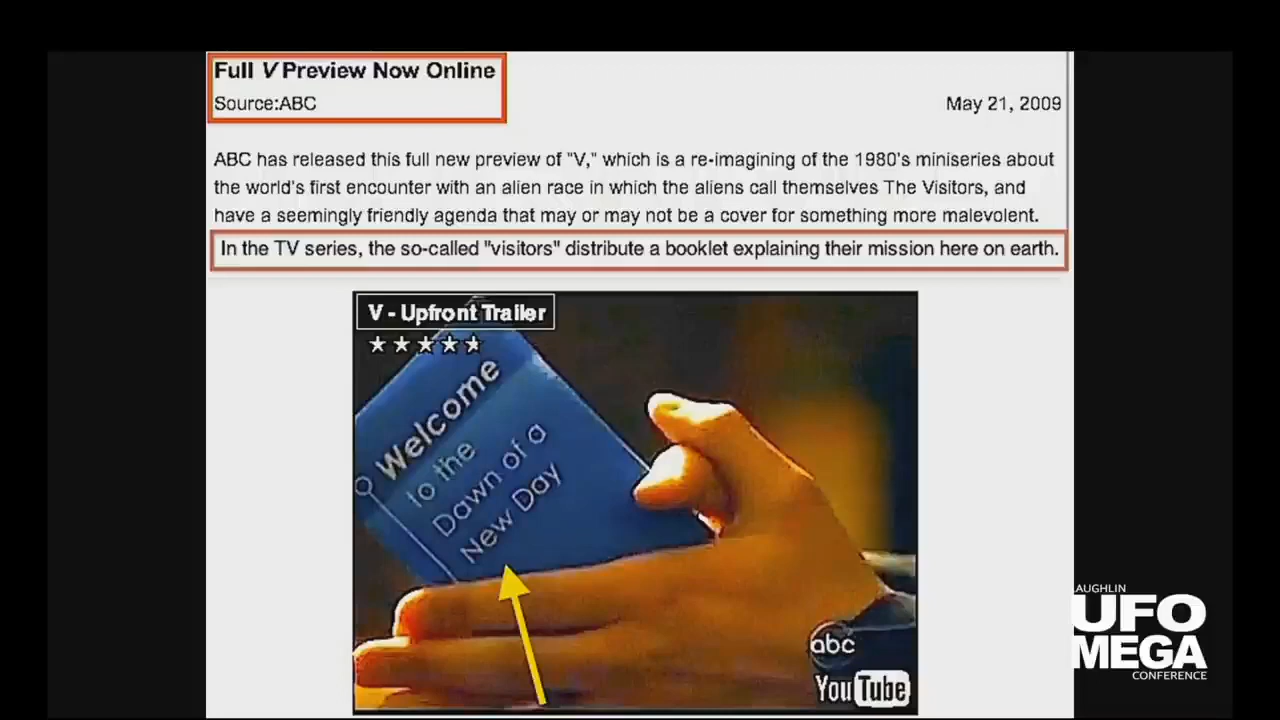 Full V Preview Now Online
Source:ABC
May 21, 2009
ABC has released this full new preview of "V," which is a re-imagining of the 1980's miniseries about
the world's first encounter with an alien race in which the aliens call themselves The Visitors, and
have a seemingly friendly agenda that may or may not be a cover for something more malevolent.
In the TV series, the so-called "visitors" distribute a booklet explaining their mission here on earth.
V - Upfront Trailer
Welcome
to the
Dawn of a
New Day
abc
YouTube
AUGHLIN
UFO
MEGA
CONFERENCE